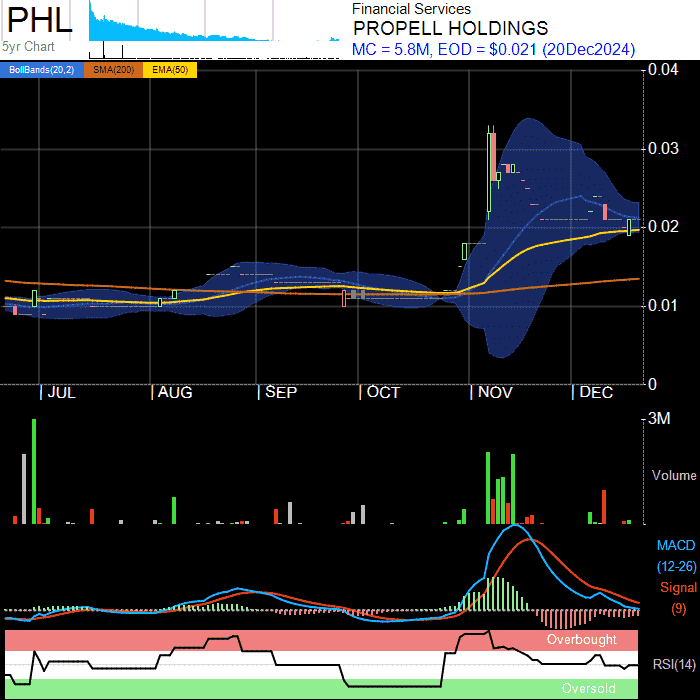 PHL
5yr Chart
Financial Services
PROPELL HOLDINGS
MC = 5.8M, EOD = $0.021 (20Dec2024)
BollBands(20,2) SMA(200) EMA(50)
0.04
0.03
0.02
0.01
0
JUL AUG SEP OCT NOV DEC
3M
Volume
MACD
(12-26)
Signal
(9)
Overbought
RSI(14)
Oversold